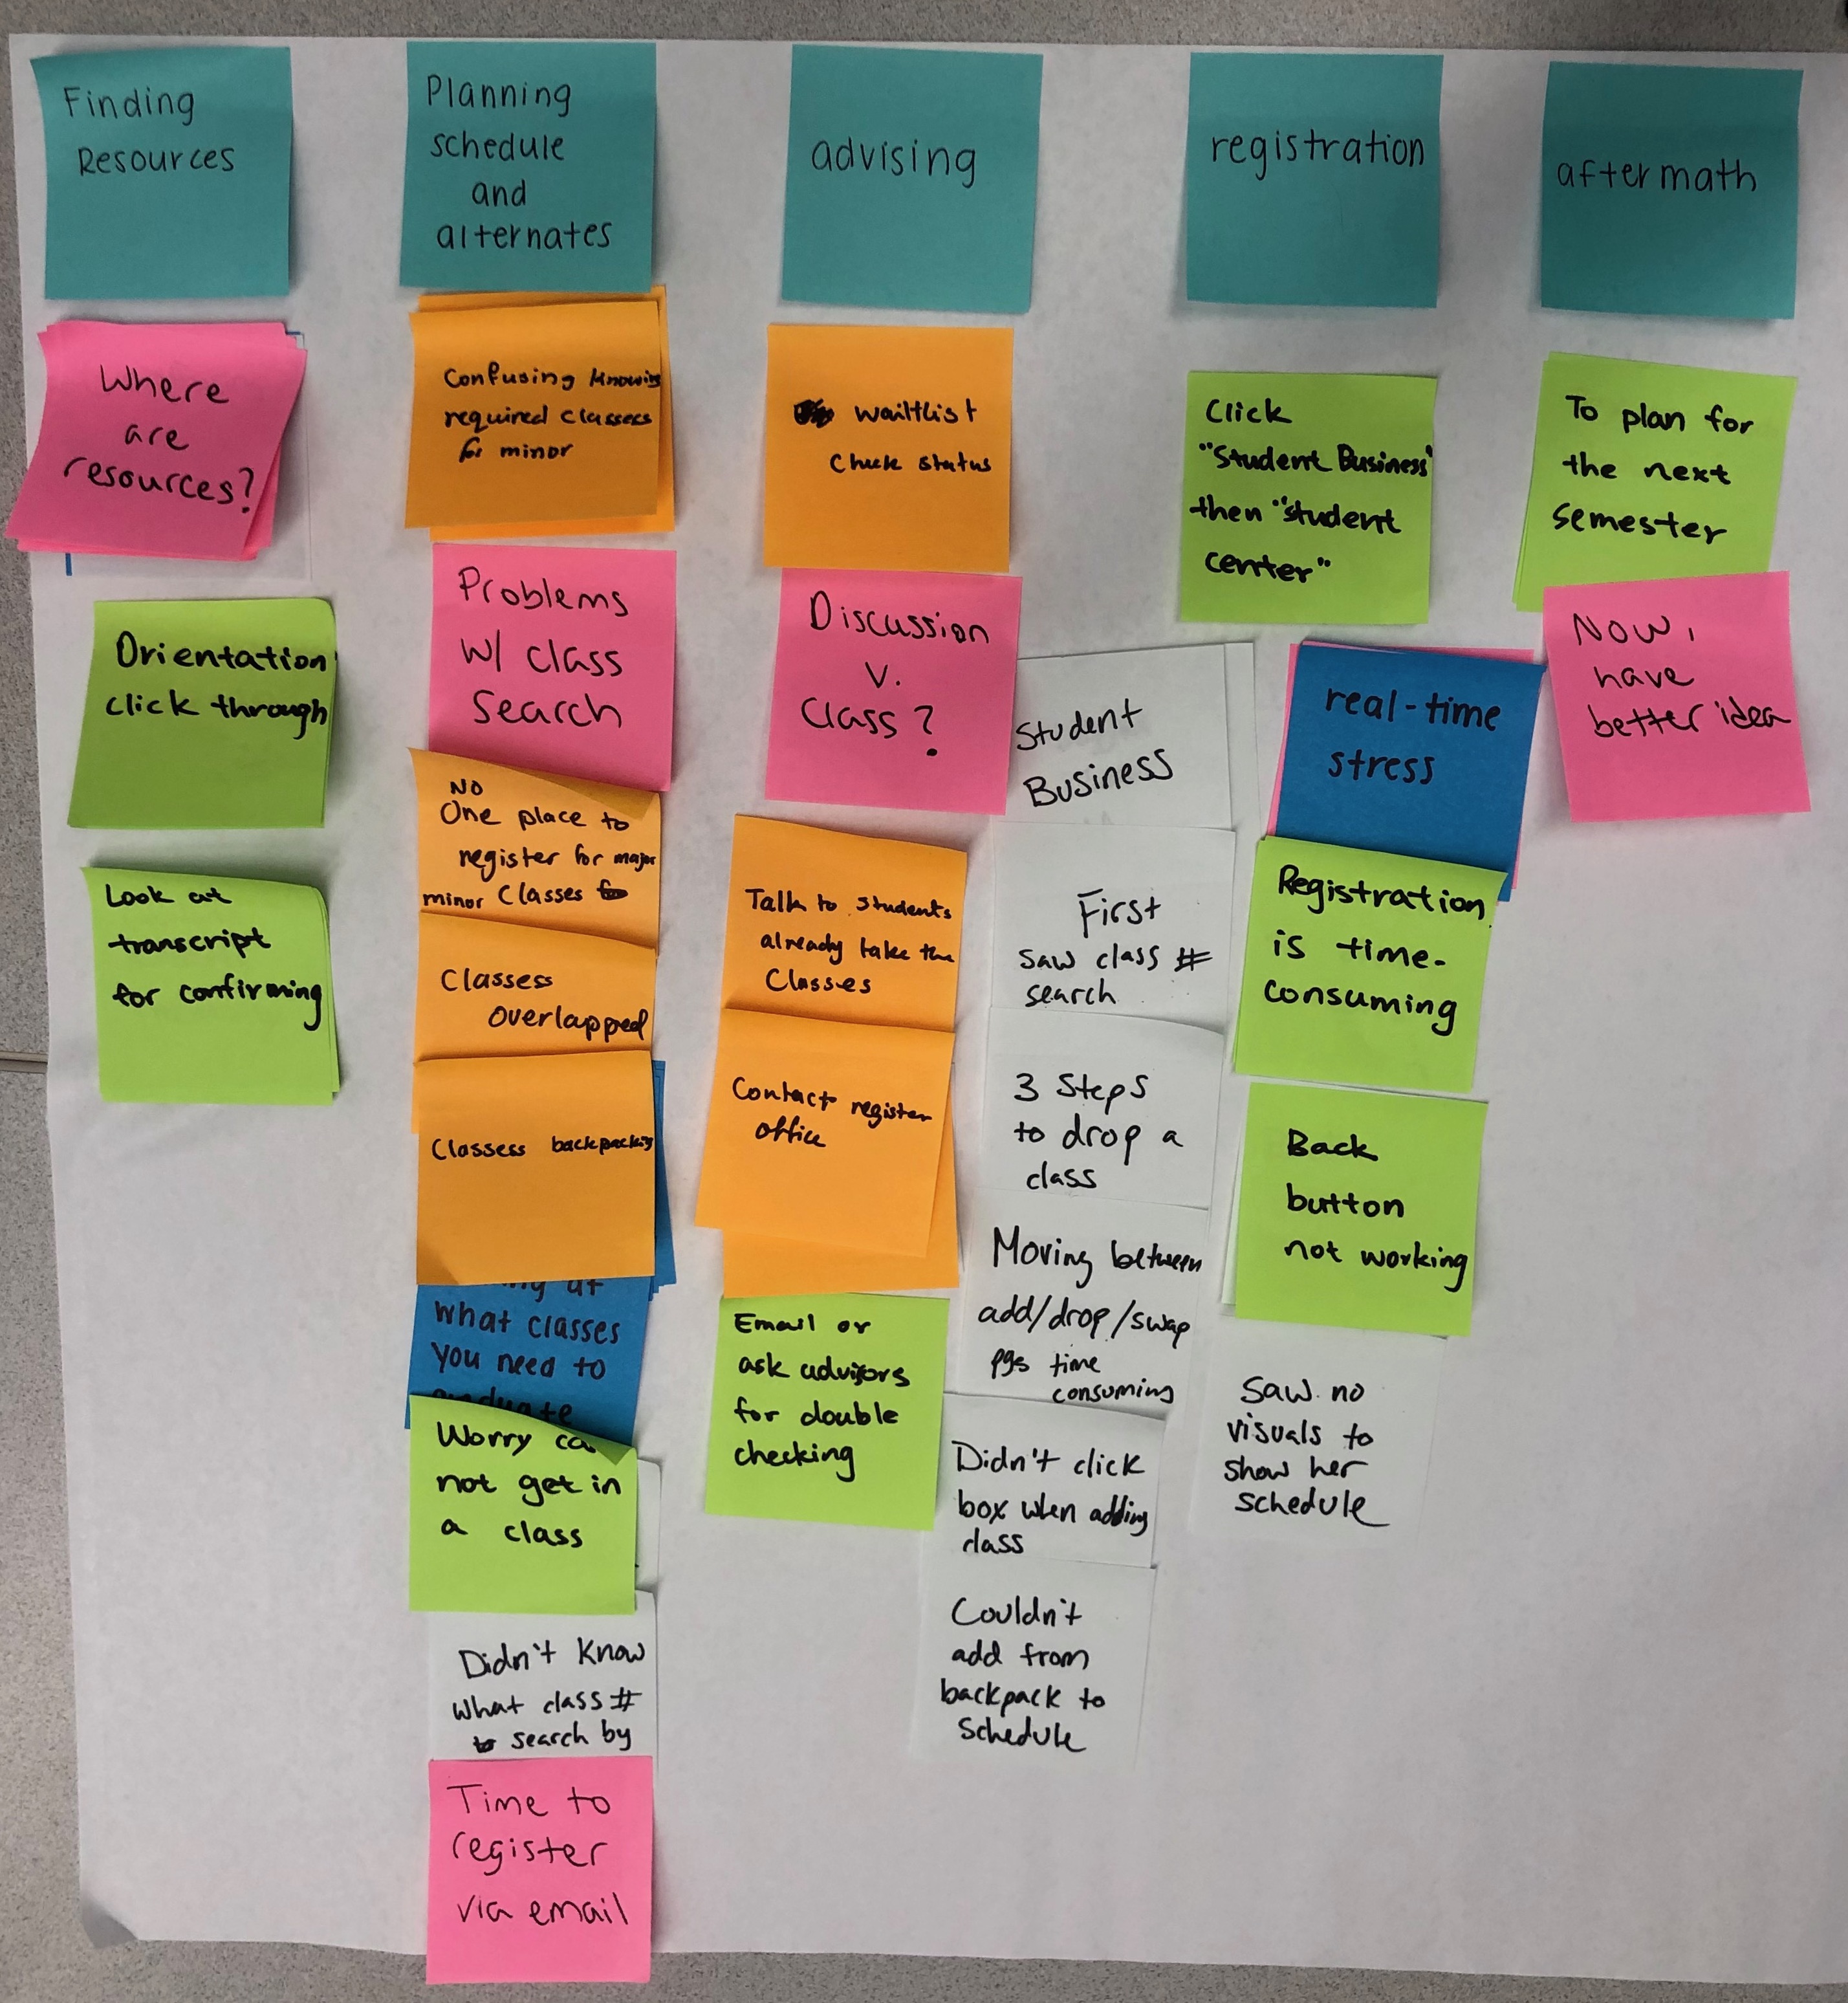 Finding
Resources
Planning
schedule
and
alternates
advising
registration
aftermath
Where
are
resources?
Orientation
click through
Look at
transcript
for confirming
Confusing knowing
required classess
for minor
Problems
w/ class
search
NO
One place to
register for major
minor classes
Classess
overlapped
Classess backpacking
at
what classes
you need to
graduate
Worry
not get in
a class
Didn't know
what class #
to search by
Time to
register
via email
waitlist
check status
Discussion
v.
class?
Talk to students
already take the
Classes
Contact register
office
Email or
ask advisors
for double
checking
Student
Business
First
saw class #
search
3 steps
to drop a
class
Moving between
add/drop/swap
pgs time
consuming
Didn't click
box when adding
class
Couldn't
add from
backpack to
schedule
Click
"Student Business"
then "student
center"
real-time
stress
Registration
is time-
consuming
Back
button
not working
Saw no
visuals to
show her
schedule
To plan for
the next
semester
Now,
have
better idea